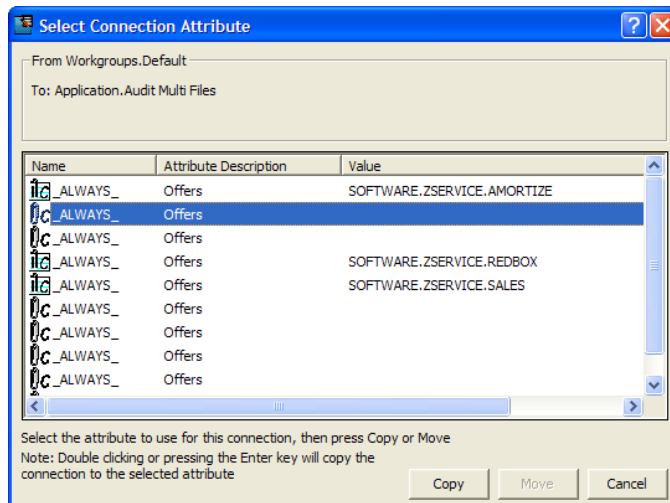 Select Connection Attribute
From Workgroups.Default
To: Application.Audit Multi Files
Name Attribute Description Value
_ALWAYS_ Offers SOFTWARE.ZSERVICE.AMORTIZE
_ALWAYS_ Offers
_ALWAYS_ Offers
_ALWAYS_ Offers SOFTWARE.ZSERVICE.REDBOX
_ALWAYS_ Offers SOFTWARE.ZSERVICE.SALES
_ALWAYS_ Offers
_ALWAYS_ Offers
_ALWAYS_ Offers
_ALWAYS_ Offers
Select the attribute to use for this connection, then press Copy or Move
Note: Double clicking or pressing the Enter key will copy the
connection to the selected attribute
Copy Move Cancel